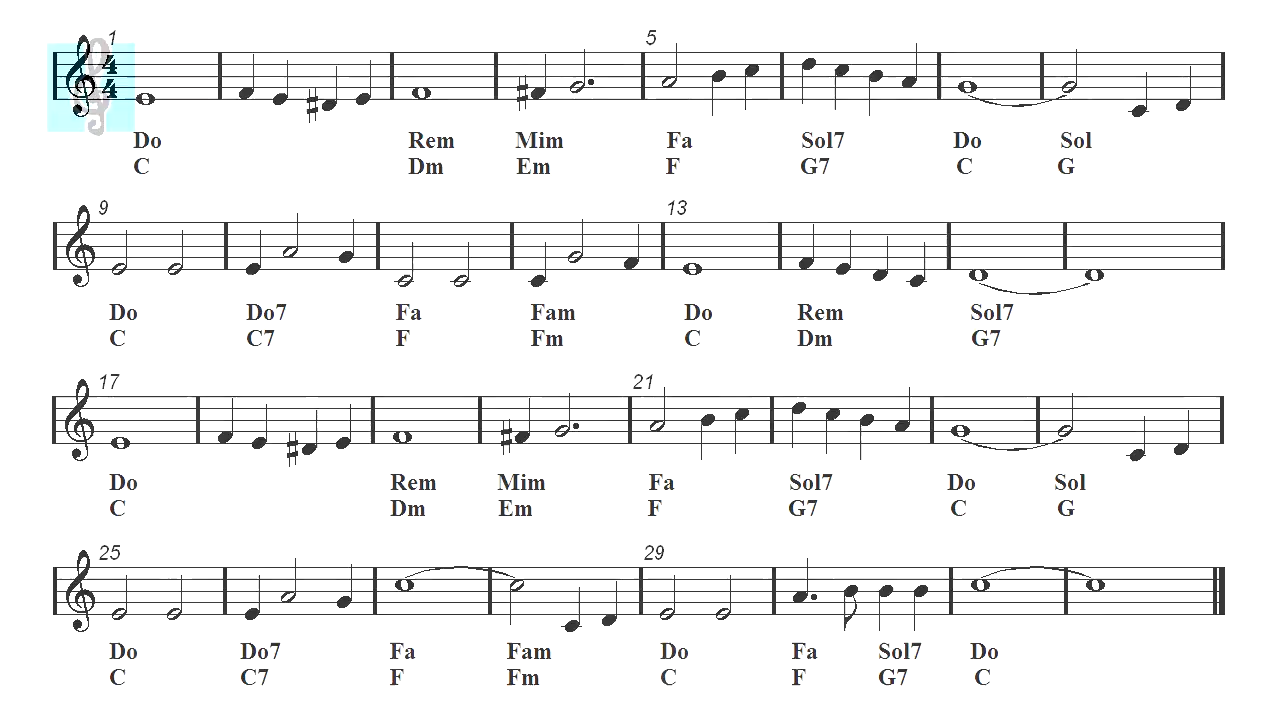 1 5
4
4
Do Rem Mim Fa Sol7 Do Sol
C Dm Em F G7 C G
9 13
Do Do7 Fa Fam Do Rem Sol7
C C7 F Fm C Dm G7
17 21
Do Rem Mim Fa Sol7 Do Sol
C Dm Em F G7 C G
25 29
Do Do7 Fa Fam Do Fa Sol7 Do
C C7 F Fm C F G7 C